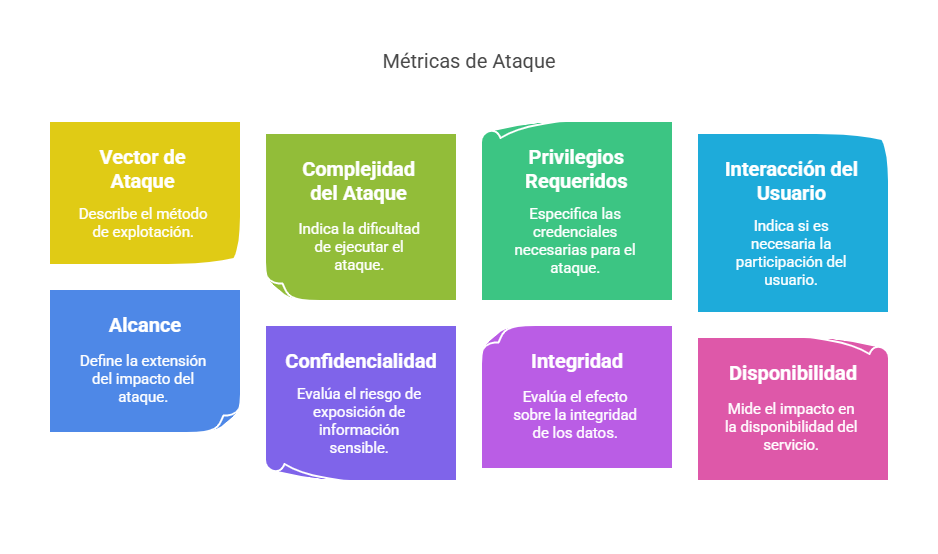 Métricas de Ataque
Vector de
Ataque
Describe el método
de explotación.
Complejidad
del Ataque
Indica la dificultad
de ejecutar el
ataque.
Privilegios
Requeridos
Especifica las
credenciales
necesarias para el
ataque.
Interacción del
Usuario
Indica si es
necesaria la
participación del
usuario.
Alcance
Define la extensión
del impacto del
ataque.
Confidencialidad
Evalúa el riesgo de
exposición de
información
sensible.
Integridad
Evalúa el efecto
sobre la integridad
de los datos.
Disponibilidad
Mide el impacto en
la disponibilidad del
servicio.